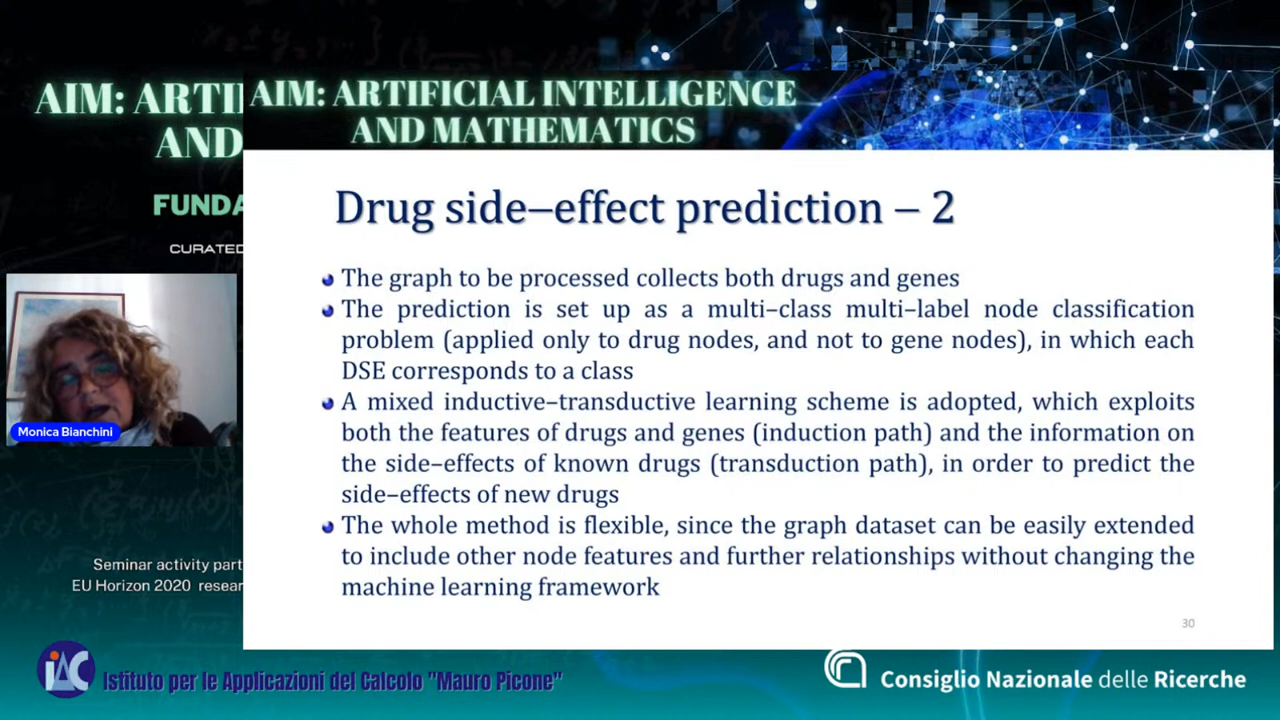 AIM: ARTI
AND
FUNDA
CURATED
AIM: ARTIFICIAL INTELLIGENCE
AND MATHEMATICS
Drug side–effect prediction – 2
The graph to be processed collects both drugs and genes
The prediction is set up as a multi–class multi–label node classification
problem (applied only to drug nodes, and not to gene nodes), in which each
DSE corresponds to a class
A mixed inductive–transductive learning scheme is adopted, which exploits
both the features of drugs and genes (induction path) and the information on
the side–effects of known drugs (transduction path), in order to predict the
side–effects of new drugs
The whole method is flexible, since the graph dataset can be easily extended
to include other node features and further relationships without changing the
machine learning framework
30
Monica Bianchini
Seminar activity part
EU Horizon 2020 resear
IAC
Istituto per le Applicazioni del Calcolo "Mauro Picone"
Consiglio Nazionale delle Ricerche